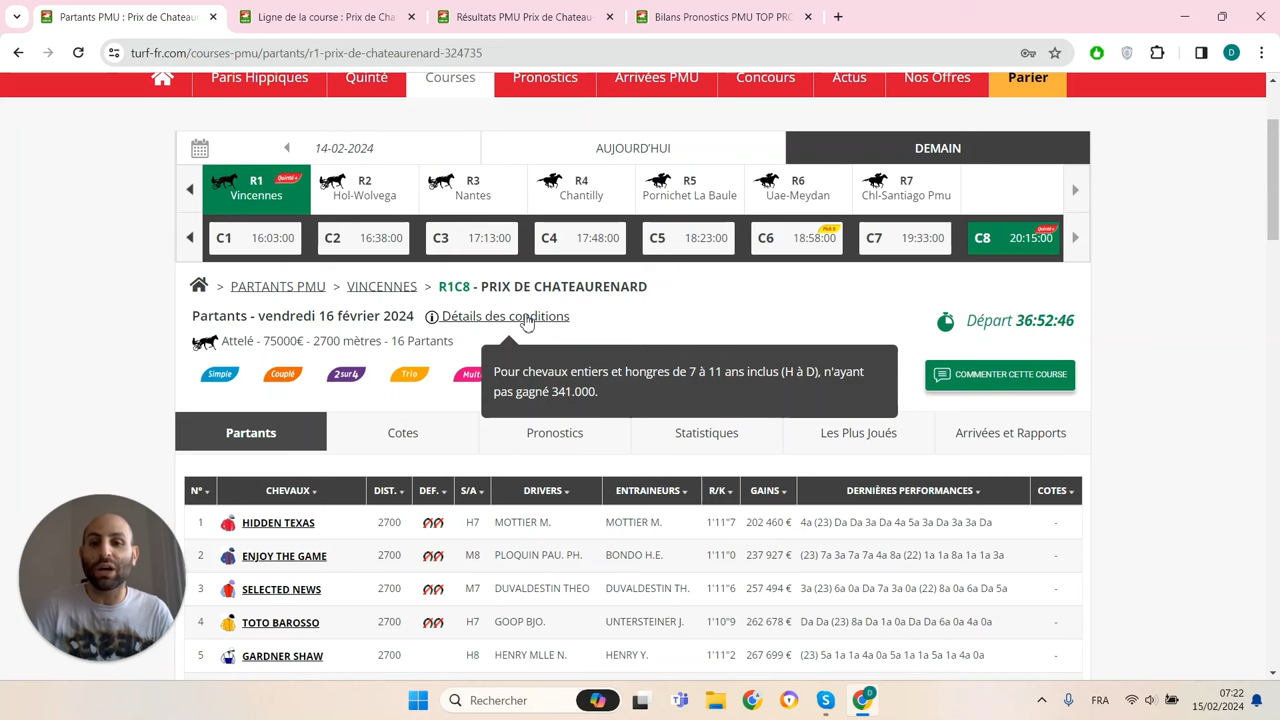 Partants PMU : Prix de Chateaur
Ligne de la course : Prix de Chat
Résultats PMU Prix de Chateau-
Bilans Pronostics PMU TOP PRO
turf-fr.com/courses-pmu/partants/r1-prix-de-chateaurenard-324735
D
Paris Hippiques Quinté Courses Pronostics Arrivées PMU Concours Actus Nos Offres Parier
14-02-2024 AUJOURD'HUI DEMAIN
R1 Quinté+ R2 R3 R4 R5 R6 R7
Vincennes Hol-Wolvega Nantes Chantilly Pornichet La Baule Uae-Meydan Chl-Santiago Pmu
C1 16:03:00 C2 16:38:00 C3 17:13:00 C4 17:48:00 C5 18:23:00 C6 18:58:00 Pick 5 C7 19:33:00 C8 20:15:00 Quinté+
> PARTANTS PMU > VINCENNES > R1C8 - PRIX DE CHATEAURENARD
Partants - vendredi 16 février 2024 Détails des conditions
Départ 36:52:46
Attelé - 75000€ - 2700 mètres - 16 Partants
Pour chevaux entiers et hongres de 7 à 11 ans inclus (H à D), n'ayant
pas gagné 341.000.
Simple Couplé 2sur4 Trio Mult
COMMENTER CETTE COURSE
Partants Cotes Pronostics Statistiques Les Plus Joués Arrivées et Rapports
N° CHEVAUX DIST. DEF. S/A DRIVERS ENTRAINEURS R/K GAINS DERNIÈRES PERFORMANCES COTES
1 HIDDEN TEXAS 2700 H7 MOTTIER M. MOTTIER M. 1'11"7 202 460 € 4a (23) Da Da 3a Da 4a 5a 3a Da 3a 3a Da -
2 ENJOY THE GAME 2700 M8 PLOQUIN PAU. PH. BONDO H.E. 1'11"0 237 927 € (23) 7a 3a 7a 7a 4a 8a (22) 1a 1a 8a 1a 1a 3a -
3 SELECTED NEWS 2700 M7 DUVALDESTIN THEO DUVALDESTIN TH. 1'11"6 257 494 € 3a (23) 6a 0a Da 7a 3a 0a (22) 8a 0a 6a Da 5a -
4 TOTO BAROSSO 2700 H7 GOOP BJO. UNTERSTEINER J. 1'10"9 262 678 € Da Da (23) 8a Da 1a 0a Da Da 6a 0a 4a 0a -
5 GARDNER SHAW 2700 H8 HENRY MLLE N. HENRY Y. 1'11"2 267 699 € (23) 5a 1a 1a 4a 0a 5a 1a 1a 5a 1a 4a 0a -
Rechercher
FRA
07:22
15/02/2024